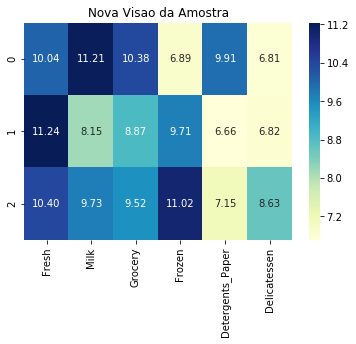 Nova Visao da Amostra
0 10.04 11.21 10.38 6.89 9.91 6.81
1 11.24 8.15 8.87 9.71 6.66 6.82
2 10.40 9.73 9.52 11.02 7.15 8.63
Fresh Milk Grocery Frozen Detergents_Paper Delicatessen
11.2
10.4
9.6
8.8
8.0
7.2